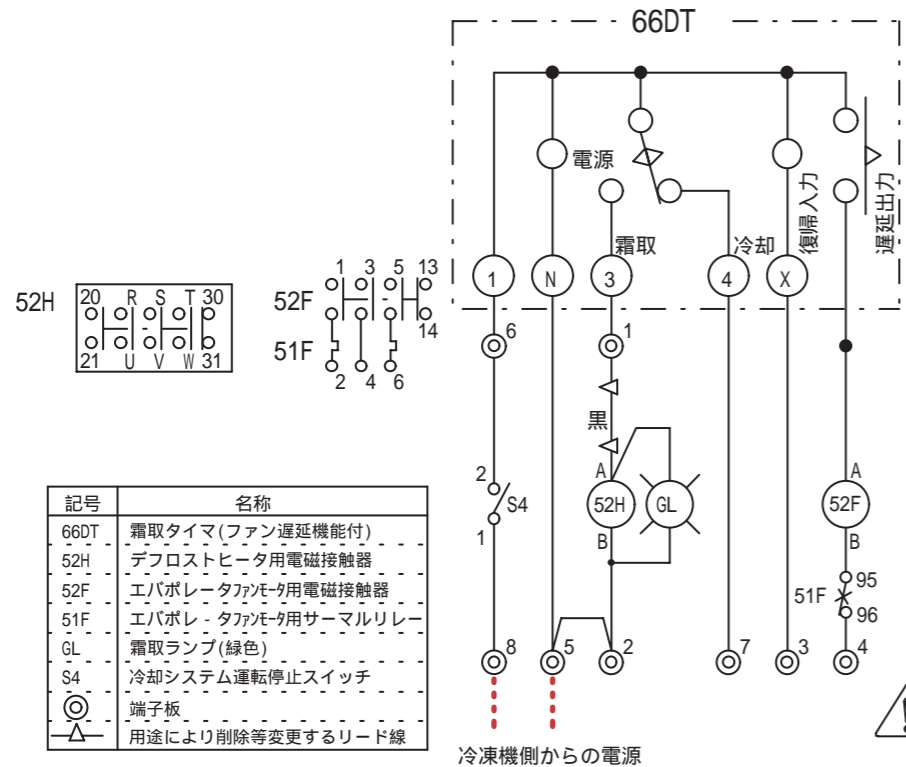 66DT
電源
霜取
冷却
復帰入力
遅延出力
1 N 3 4 X
6 1
52H
20 R S T 30
21 U V W 31
52F
1 3 5 13
14
51F
2 4 6
黒
2
S4
1
A
52H
B
GL
A
52F
B
51F
95
96
8 5 2 7 3 4
冷凍機側からの電源
記号 名称
66DT 霜取タイマ(ファン遅延機能付)
52H デフロストヒータ用電磁接触器
52F エバポレータファンモータ用電磁接触器
51F エバポレ-タファンモータ用サーマルリレー
GL 霜取ランプ(緑色)
S4 冷却システム運転停止スイッチ
端子板
用途により削除等変更するリード線